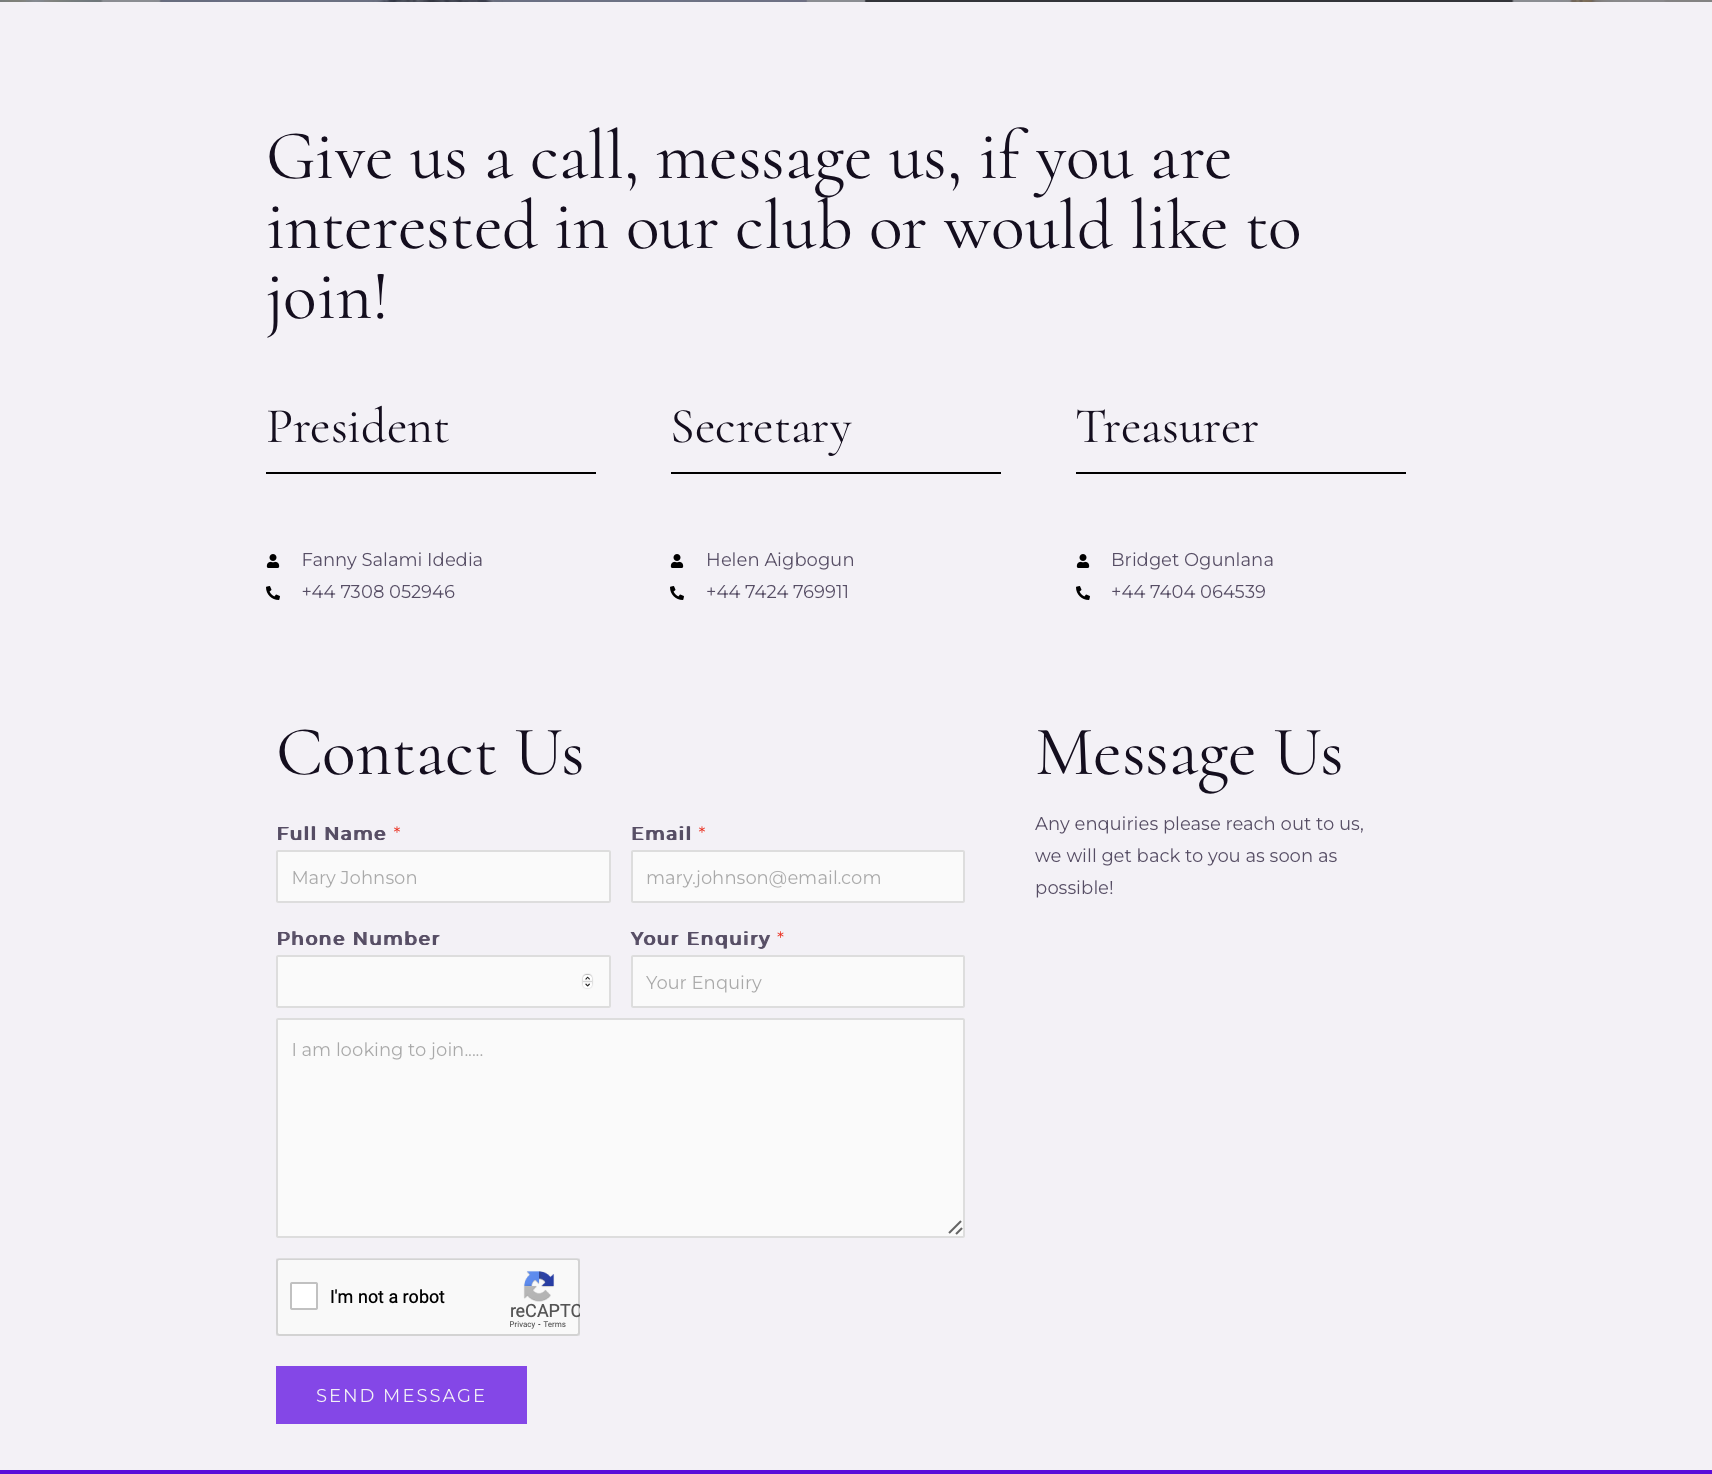 Give us a call, message us, if you are
interested in our club or would like to
join!
President
Fanny Salami Idedia
+44 7308 052946
Secretary
Helen Aigbogun
+44 7424 769911
Treasurer
Bridget Ogunlana
+44 7404 064539
Contact Us
Full Name *
Mary Johnson
Email *
mary.johnson@email.com
Phone Number
Your Enquiry *
Your Enquiry
I am looking to join.....
I'm not a robot
reCAPTC
Privacy - Terms
SEND MESSAGE
Message Us
Any enquiries please reach out to us,
we will get back to you as soon as
possible!